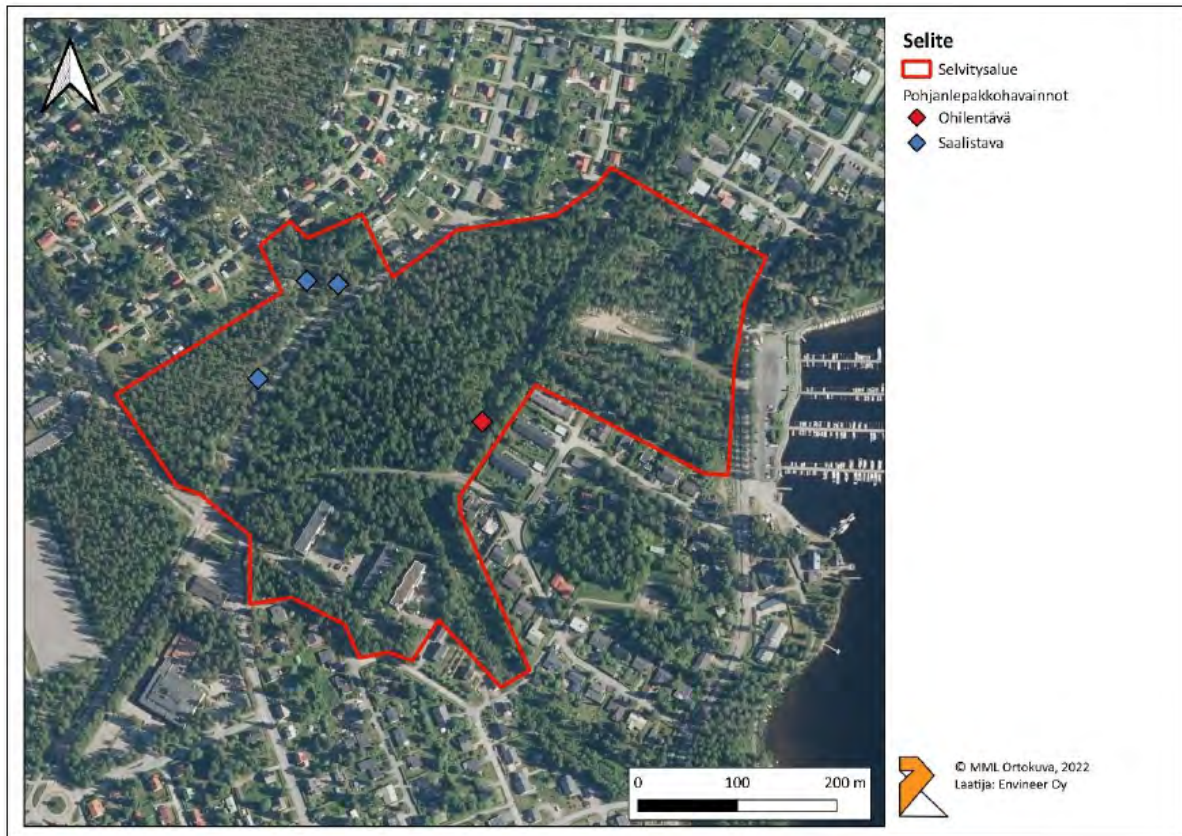 Selite
Selvitysalue
Pohjanlepakkohavainnot
Ohilentävä
Saalistava
0 100 200 m
© MML Ortokuva, 2022
Laatija: Envineer Oy